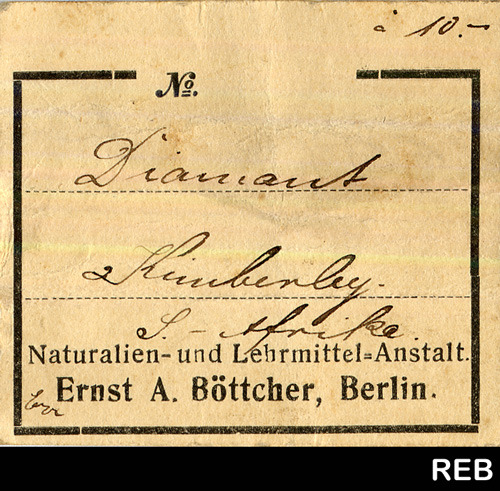 à 10.-
No.
Diamant
Kimberley.
S.-Afrika.
Naturalien- und Lehrmittel=Anstalt.
Ernst A. Böttcher, Berlin.
REB